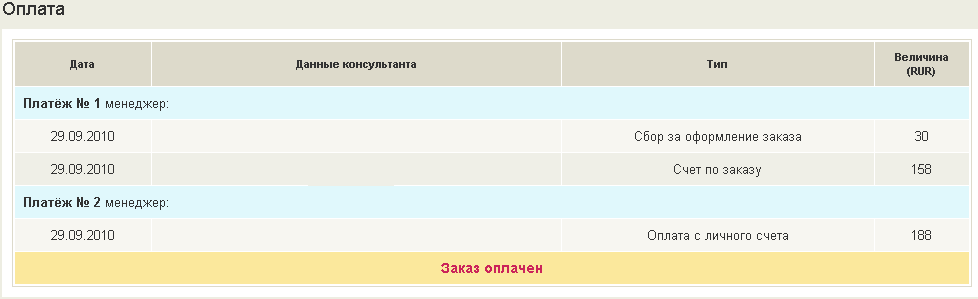 Оплата
Дата Данные консультанта Тип Величина (RUR)
Платёж № 1 менеджер:
29.09.2010 Сбор за оформление заказа 30
29.09.2010 Счет по заказу 158
Платёж № 2 менеджер:
29.09.2010 Оплата с личного счета 188
Заказ оплачен